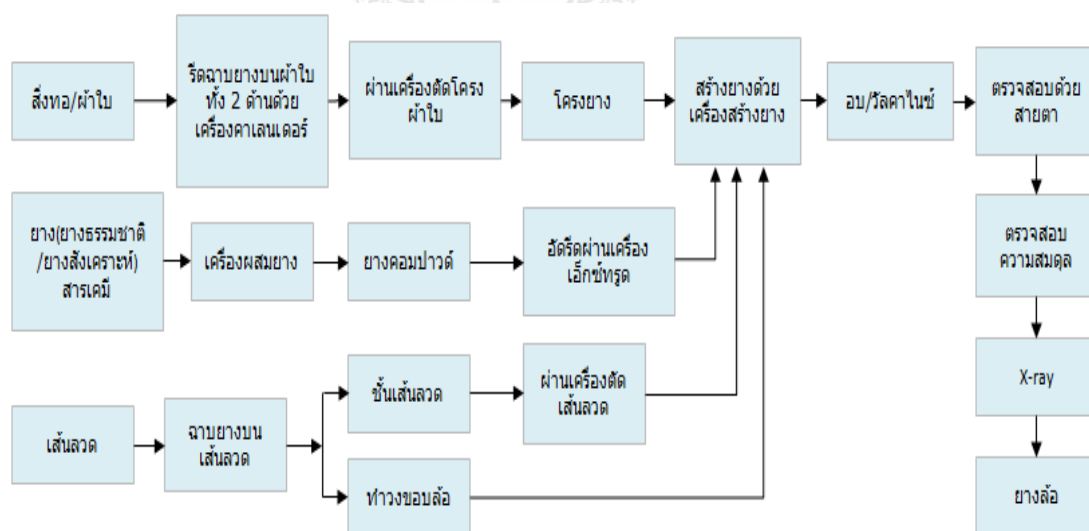 สิ่งทอ/ผ้าใบ
รีดฉาบยางบนผ้าใบ
ทั้ง 2 ด้านด้วย
เครื่องคาเลนเดอร์
ผ่านเครื่องตัดโครง
ผ้าใบ
โครงยาง
สร้างยางด้วย
เครื่องสร้างยาง
อบ/วัลคาไนซ์
ตรวจสอบด้วย
สายตา
ยาง(ยางธรรมชาติ
/ยางสังเคราะห์)
สารเคมี
เครื่องผสมยาง
ยางคอมปาวด์
อัดรีดผ่านเครื่อง
เอ็กซ์ทรูด
ตรวจสอบ
ความสมดุล
เส้นลวด
ฉาบยางบน
เส้นลวด
ชั้นเส้นลวด
ผ่านเครื่องตัด
เส้นลวด
X-ray
ทำวงขอบล้อ
ยางล้อ